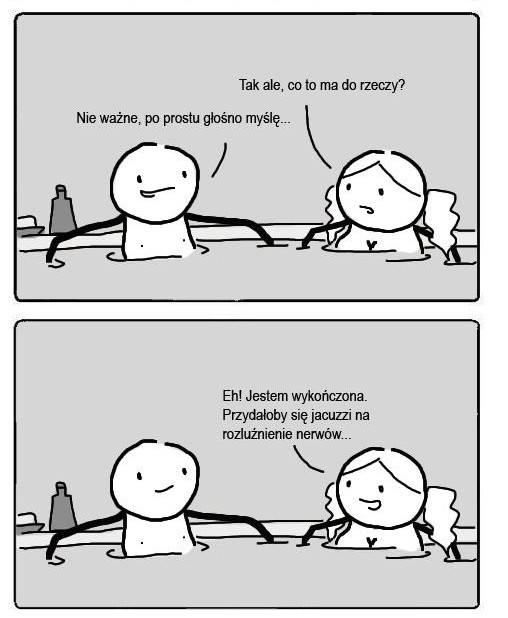 Tak ale, co to ma do rzeczy?
Nie ważne, po prostu głośno myślę...
Eh! Jestem wykończona.
Przydałoby się jacuzzi na
rozluźnienie nerwów...